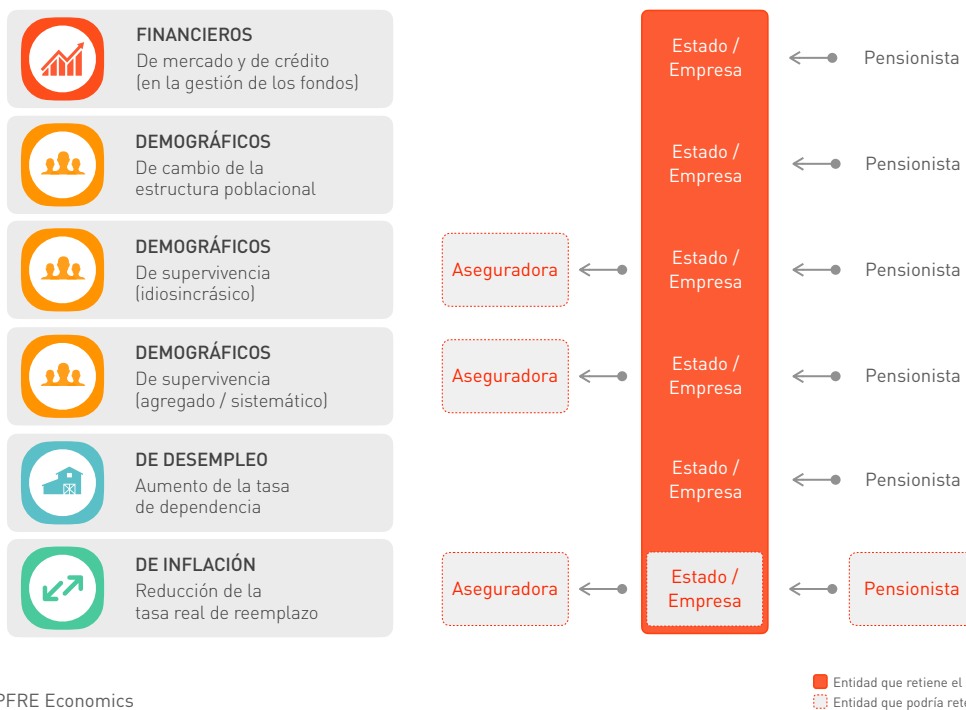 FINANCIEROS
De mercado y de crédito
(en la gestión de los fondos)
Estado /
Empresa
Pensionista
DEMOGRÁFICOS
De cambio de la
estructura poblacional
Estado /
Empresa
Pensionista
DEMOGRÁFICOS
De supervivencia
(idiosincrásico)
Aseguradora
Estado /
Empresa
Pensionista
DEMOGRÁFICOS
De supervivencia
(agregado / sistemático)
Aseguradora
Estado /
Empresa
Pensionista
DE DESEMPLEO
Aumento de la tasa
de dependencia
Estado /
Empresa
Pensionista
DE INFLACIÓN
Reducción de la
tasa real de reemplazo
Aseguradora
Estado /
Empresa
Pensionista
Entidad que retiene el
PFRE Economics
Entidad que podría